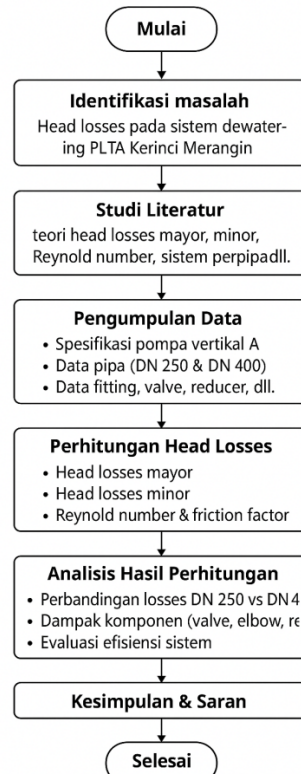 Mulai
Identifikasi masalah
Head losses pada sistem dewater-
ing PLTA Kerinci Merangin
Studi Literatur
teori head losses mayor, minor,
Reynold number, sistem perpipadll.
Pengumpulan Data
• Spesifikasi pompa vertikal A
• Data pipa (DN 250 & DN 400)
• Data fitting, valve, reducer, dll.
Perhitungan Head Losses
• Head losses mayor
• Head losses minor
• Reynold number & friction factor
Analisis Hasil Perhitungan
• Perbandingan losses DN 250 vs DN 4
• Dampak komponen (valve, elbow, re
• Evaluasi efisiensi sistem
Kesimpulan & Saran
Selesai